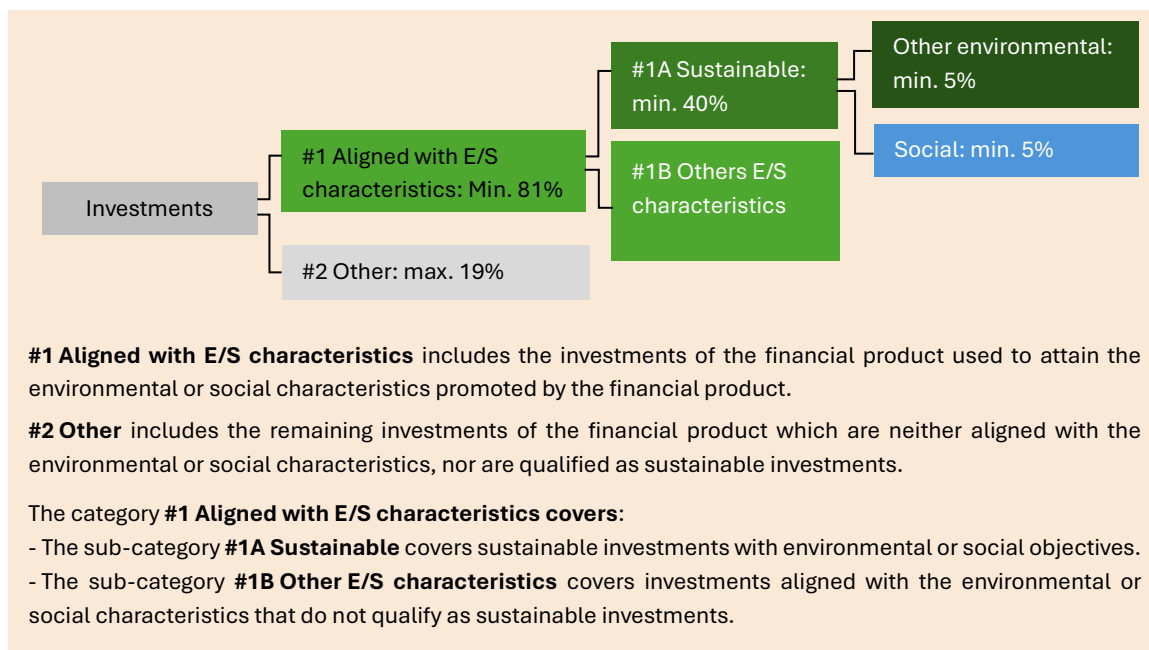 Investments
#1 Aligned with E/S
characteristics: Min. 81%
#2 Other: max. 19%
#1A Sustainable:
min. 40%
#1B Others E/S
characteristics
Other environmental:
min. 5%
Social: min. 5%
#1 Aligned with E/S characteristics includes the investments of the financial product used to attain the
environmental or social characteristics promoted by the financial product.
#2 Other includes the remaining investments of the financial product which are neither aligned with the
environmental or social characteristics, nor are qualified as sustainable investments.
The category #1 Aligned with E/S characteristics covers:
- The sub-category #1A Sustainable covers sustainable investments with environmental or social objectives.
- The sub-category #1B Other E/S characteristics covers investments aligned with the environmental or
social characteristics that do not qualify as sustainable investments.